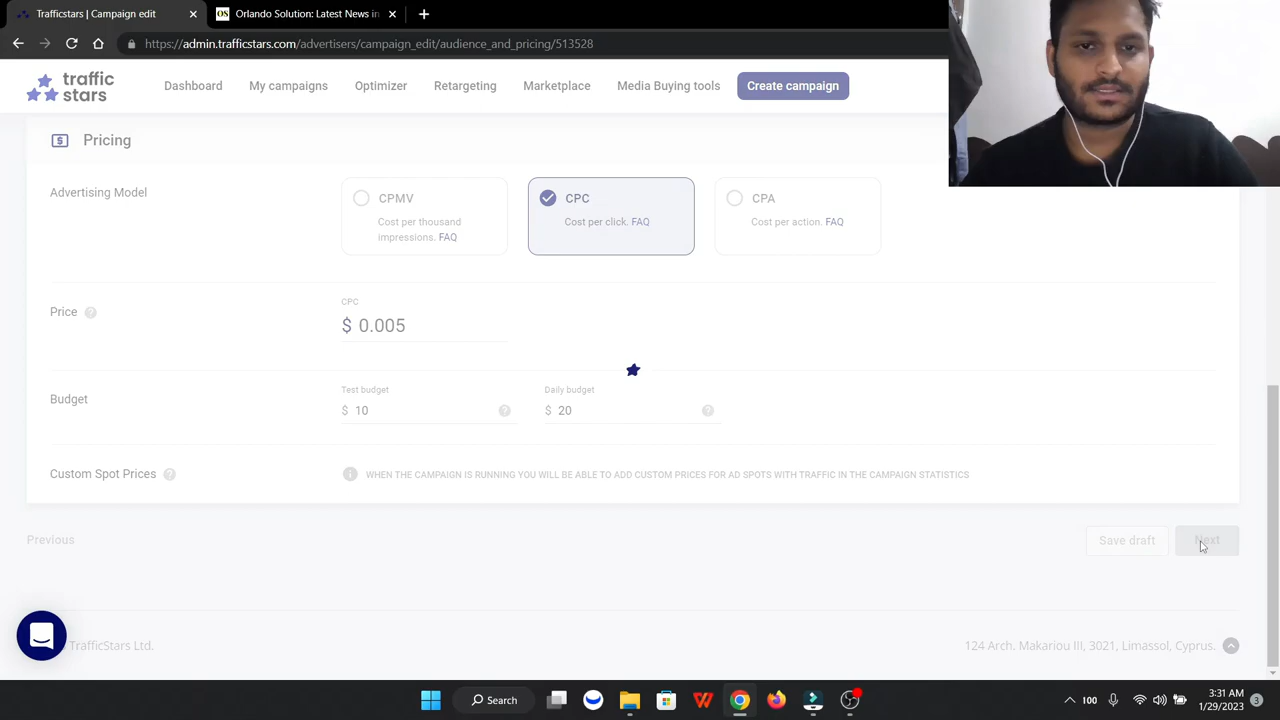 Trafficstars | Campaign edit
OS Orlando Solution: Latest News in
https://admin.trafficstars.com/advertisers/campaign_edit/audience_and_pricing/513528
traffic
stars
Dashboard My campaigns Optimizer Retargeting Marketplace Media Buying tools Create campaign
Pricing
Advertising Model
CPMV
Cost per thousand
impressions. FAQ
CPC
Cost per click. FAQ
CPA
Cost per action. FAQ
Price ?
CPC
$ 0.005
Budget
Test budget
$ 10 ?
Daily budget
$ 20 ?
Custom Spot Prices ?
WHEN THE CAMPAIGN IS RUNNING YOU WILL BE ABLE TO ADD CUSTOM PRICES FOR AD SPOTS WITH TRAFFIC IN THE CAMPAIGN STATISTICS
Previous
Save draft
Next
TrafficStars Ltd.
124 Arch. Makariou III, 3021, Limassol, Cyprus.
Search
100
3:31 AM
1/29/2023
3